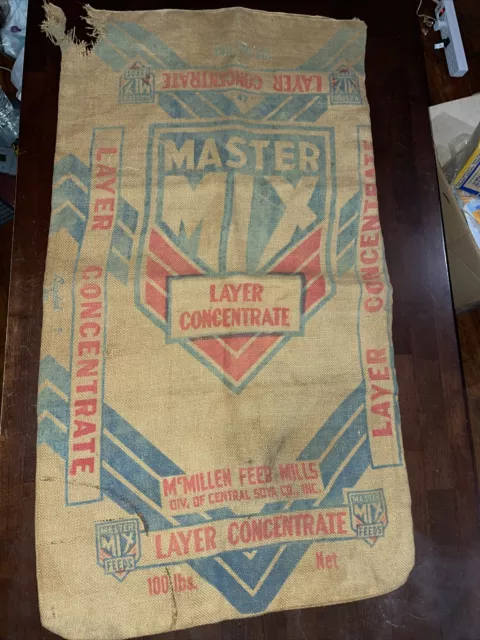 LAYER CONCENTRATE
MASTER
MIX
LAYER
CONCENTRATE
LAYER CONCENTRATE
LAYER CONCENTRATE
McMILLEN FEED MILLS
DIV. OF CENTRAL SOYA CO., INC.
MASTER
MIX
FEEDS
LAYER CONCENTRATE
MASTER
MIX
FEEDS
100 lbs.
Net